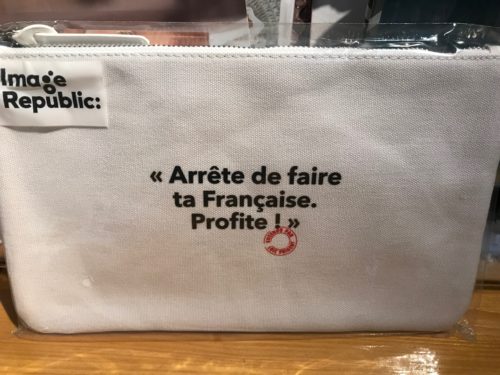 Image
Republic:
« Arrête de faire
ta Française.
Profite ! »